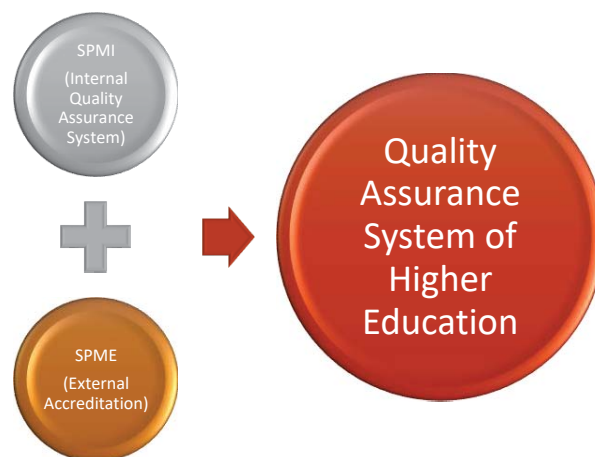 SPMI
(Internal
Quality
Assurance
System)
SPME
(External
Accreditation)
Quality
Assurance
System of
Higher
Education